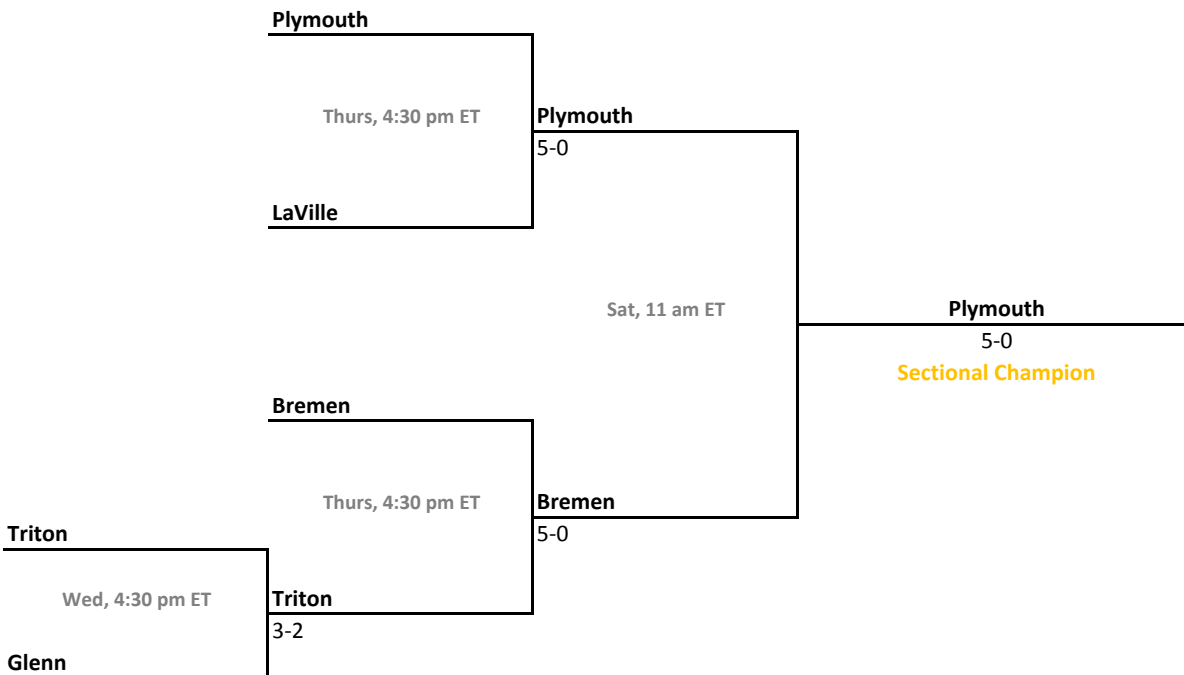 Plymouth
Thurs, 4:30 pm ET
Plymouth
5-0
LaVille
Sat, 11 am ET
Plymouth
5-0
Sectional Champion
Bremen
Thurs, 4:30 pm ET
Bremen
5-0
Triton
Wed, 4:30 pm ET
Triton
3-2
Glenn